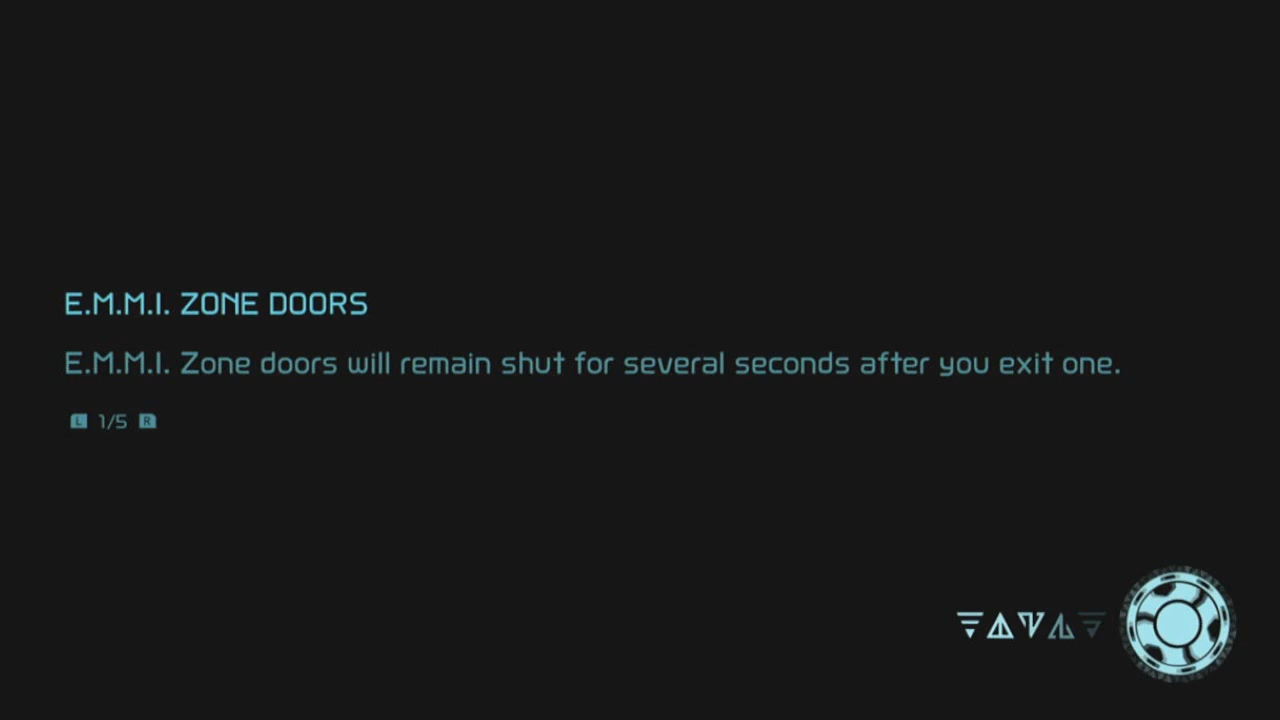 E.M.M.I. ZONE DOORS
E.M.M.I. Zone doors will remain shut for several seconds after you exit one.
L 1/5 R